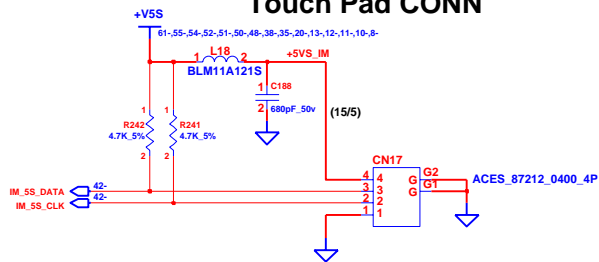 Touch Pad CONN
+V5S
61-,55-,54-,52-,51-,50-,48-,38-,35-,20-,13-,12-,11-,10-,8-
1 L18 2
BLM11A121S
+5VS_IM
1 C188
2 680pF_50v
(15/5)
1 1
R242 R241
4.7K_5% 4.7K_5%
2 2
CN17
4 4 G G2
3 3 G G1
2 2
1 1
ACES_87212_0400_4P
IM_5S_DATA 42-
IM_5S_CLK 42-